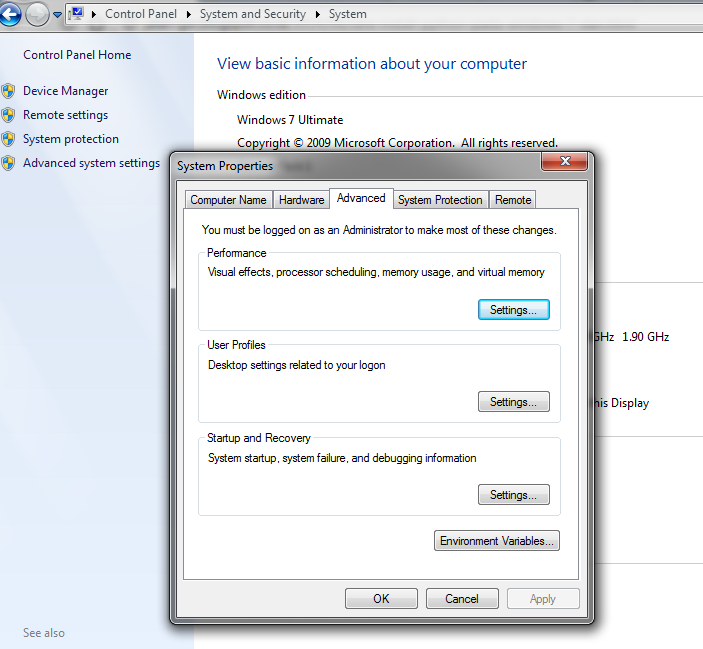 Control Panel System and Security System
Control Panel Home
Device Manager
Remote settings
System protection
Advanced system settings
See also
View basic information about your computer
Windows edition
Windows 7 Ultimate
Copyright © 2009 Microsoft Corporation. All rights reserved.
GHz 1.90 GHz
this Display
System Properties
Computer Name Hardware Advanced System Protection Remote
You must be logged on as an Administrator to make most of these changes.
Performance
Visual effects, processor scheduling, memory usage, and virtual memory
Settings...
User Profiles
Desktop settings related to your logon
Settings...
Startup and Recovery
System startup, system failure, and debugging information
Settings...
Environment Variables...
OK Cancel Apply